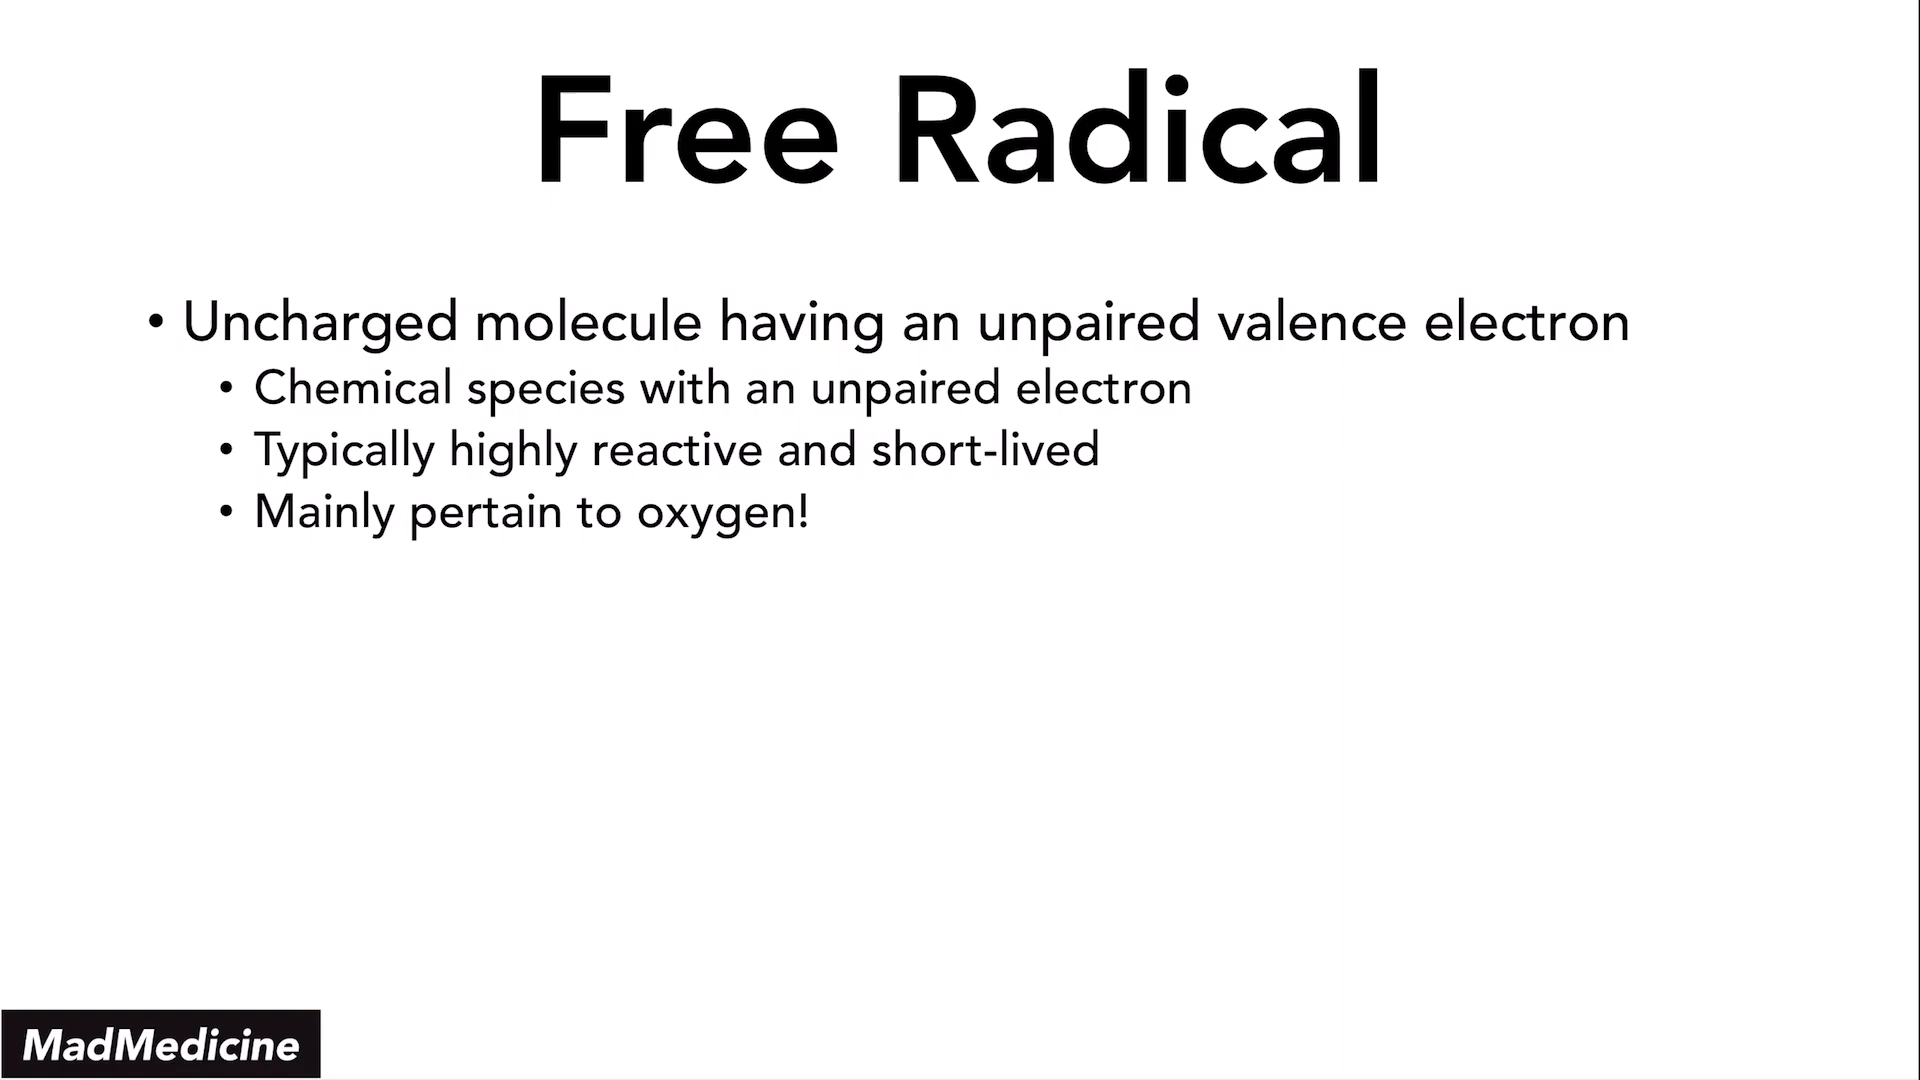 Free Radical
• Uncharged molecule having an unpaired valence electron
• Chemical species with an unpaired electron
• Typically highly reactive and short-lived
• Mainly pertain to oxygen!
MadMedicine